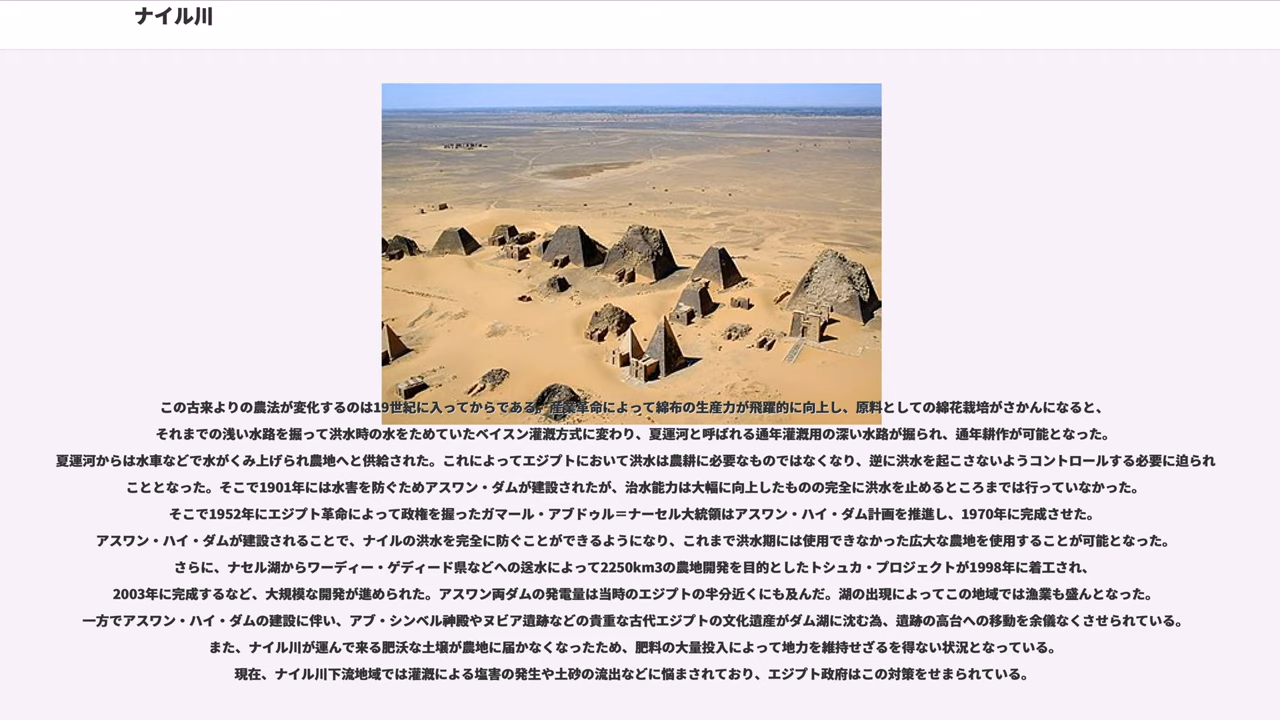 ナイル川
この古来よりの農法が変化するのは19世紀に入ってからである。産業革命によって綿布の生産力が飛躍的に向上し、原料としての綿花栽培がさかんになると、
それまでの浅い水路を掘って洪水時の水をためていたベイスン灌漑方式に変わり、夏運河と呼ばれる通年灌漑用の深い水路が掘られ、通年耕作が可能となった。
夏運河からは水車などで水がくみ上げられ農地へと供給された。これによってエジプトにおいて洪水は農耕に必要なものではなくなり、逆に洪水を起こさないようコントロールする必要に迫られ
こととなった。そこで1901年には水害を防ぐためアスワン・ダムが建設されたが、治水能力は大幅に向上したものの完全に洪水を止めるところまでは行っていなかった。
そこで1952年にエジプト革命によって政権を握ったガマール・アブドゥル＝ナーセル大統領はアスワン・ハイ・ダム計画を推進し、1970年に完成させた。
アスワン・ハイ・ダムが建設されることで、ナイルの洪水を完全に防ぐことができるようになり、これまで洪水期には使用できなかった広大な農地を使用することが可能となった。
さらに、ナセル湖からワーディー・ゲディード県などへの送水によって2250km3の農地開発を目的としたトシュカ・プロジェクトが1998年に着工され、
2003年に完成するなど、大規模な開発が進められた。アスワン両ダムの発電量は当時のエジプトの半分近くにも及んだ。湖の出現によってこの地域では漁業も盛んとなった。
一方でアスワン・ハイ・ダムの建設に伴い、アブ・シンベル神殿やヌビア遺跡などの貴重な古代エジプトの文化遺産がダム湖に沈む為、遺跡の高台への移動を余儀なくさせられている。
また、ナイル川が運んで来る肥沃な土壌が農地に届かなくなったため、肥料の大量投入によって地力を維持せざるを得ない状況となっている。
現在、ナイル川下流地域では灌漑による塩害の発生や土砂の流出などに悩まされており、エジプト政府はこの対策をせまられている。